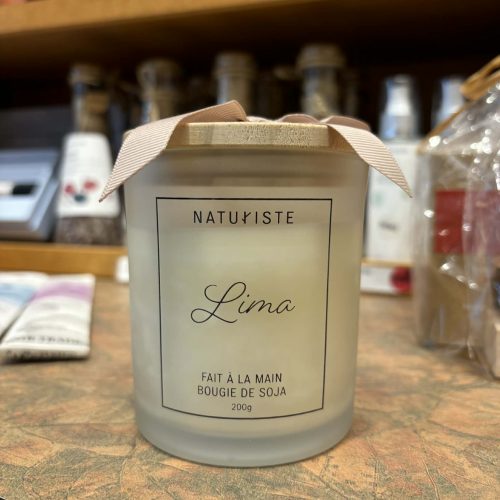 NATURISTE
Lima
FAIT À LA MAIN
BOUGIE DE SOJA
200g